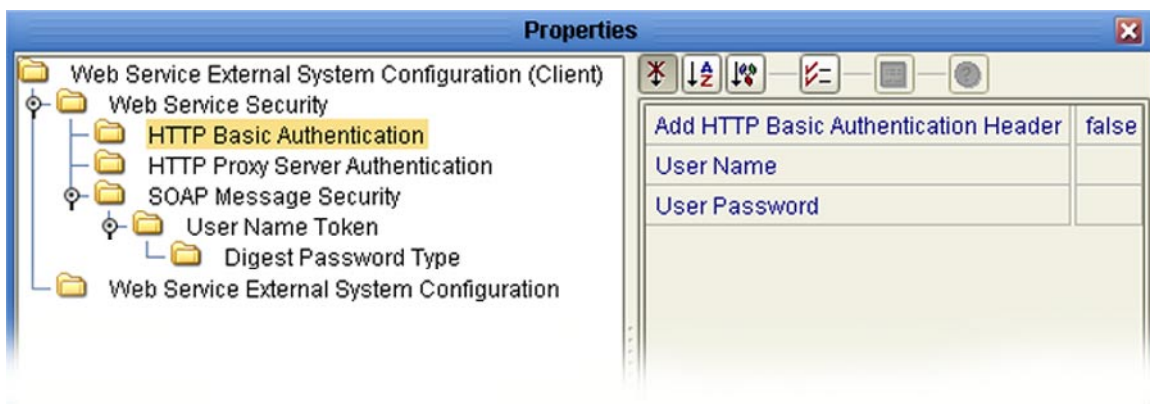 Properties
Web Service External System Configuration (Client)
Web Service Security
HTTP Basic Authentication
HTTP Proxy Server Authentication
SOAP Message Security
User Name Token
Digest Password Type
Web Service External System Configuration
Add HTTP Basic Authentication Header false
User Name
User Password